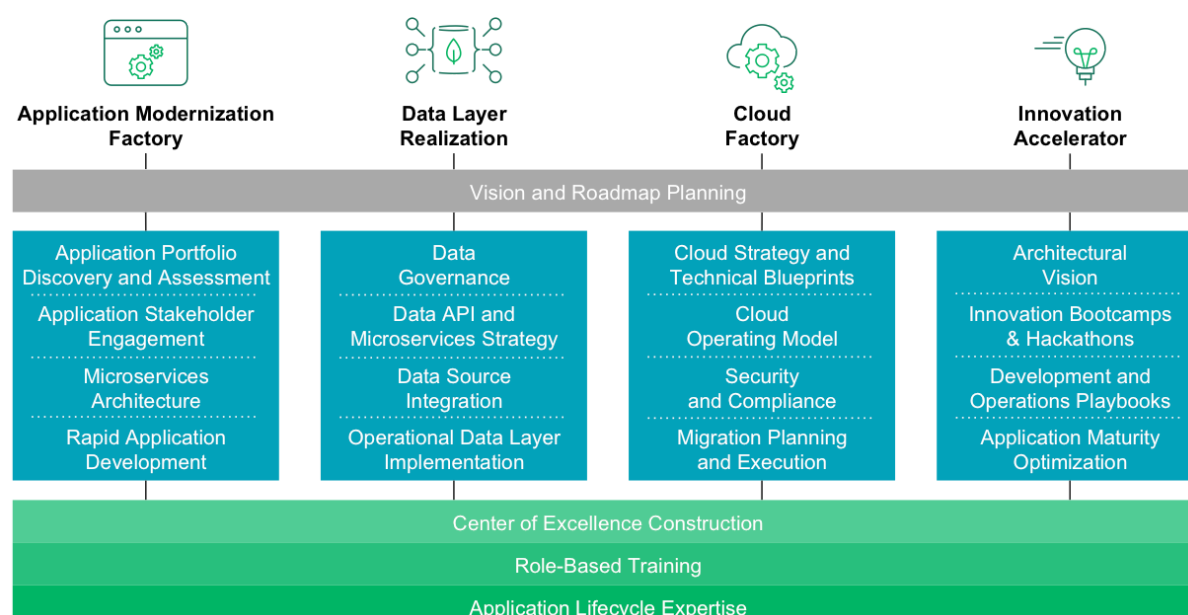 Application Modernization
Factory
Data Layer
Realization
Cloud
Factory
Innovation
Accelerator
Vision and Roadmap Planning
Application Portfolio
Discovery and Assessment
Application Stakeholder
Engagement
Microservices
Architecture
Rapid Application
Development
Data
Governance
Data API and
Microservices Strategy
Data Source
Integration
Operational Data Layer
Implementation
Cloud Strategy and
Technical Blueprints
Cloud
Operating Model
Security
and Compliance
Migration Planning
and Execution
Architectural
Vision
Innovation Bootcamps
& Hackathons
Development and
Operations Playbooks
Application Maturity
Optimization
Center of Excellence Construction
Role-Based Training
Application Lifecycle Expertise